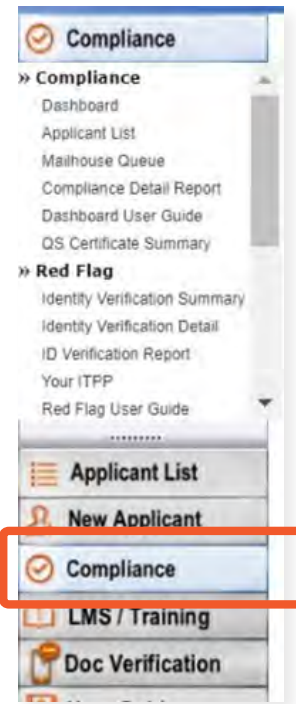 Compliance
» Compliance
Dashboard
Applicant List
Mailhouse Queue
Compliance Detail Report
Dashboard User Guide
QS Certificate Summary
» Red Flag
Identity Verification Summary
Identity Verification Detail
ID Verification Report
Your ITPP
Red Flag User Guide
Applicant List
New Applicant
Compliance
LMS / Training
Doc Verification